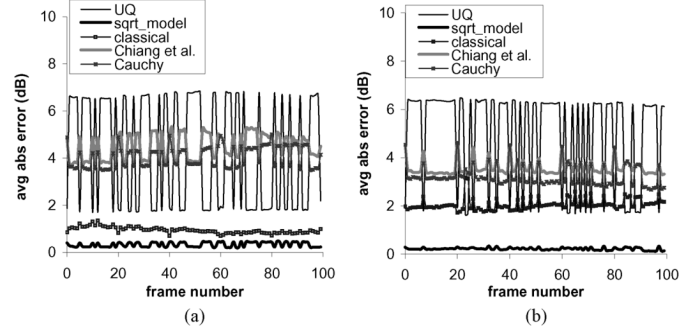 UQ
sqrt_model
classical
Chiang et al.
Cauchy
avg abs error (dB)
10
8
6
4
2
0
0 20 40 60 80 100
frame number
(a)
UQ
sqrt_model
classical
Chiang et al.
Cauchy
avg abs error (dB)
10
8
6
4
2
0
0 20 40 60 80 100
frame number
(b)